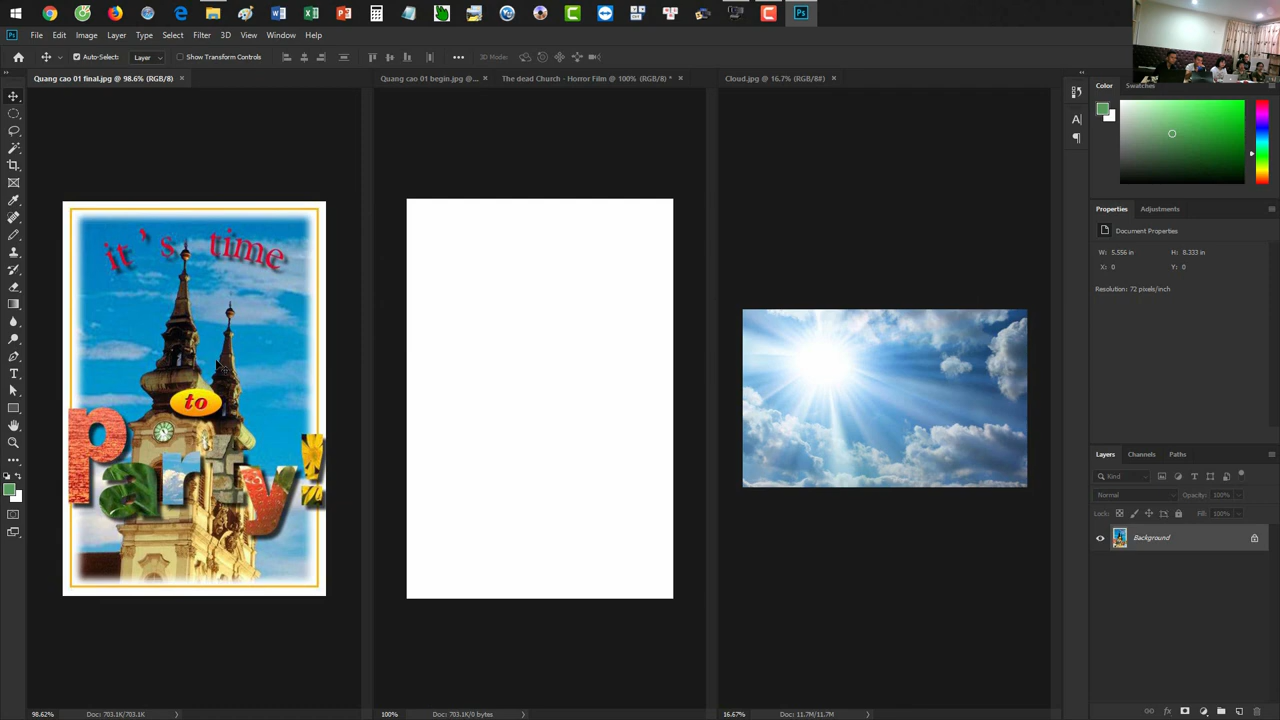 File Edit Image Layer Type Select Filter 3D View Window Help
Auto-Select: Layer Show Transform Controls 3D Mode:
Quang cao 01 final.jpg @ 98.6% (RGB/8) × Quang cao 01 begin.jpg @... × The dead Church - Horror Film @ 100% (RGB/8) * × Cloud.jpg @ 16.7% (RGB/8#) ×
Color Swatches
Properties Adjustments
Document Properties
W: 5.556 in H: 8.333 in
X: 0 Y: 0
Resolution: 72 pixels/inch
it's time
to
Party!
Layers Channels Paths
Kind
Normal Opacity: 100%
Lock: Fill: 100%
Background
98.62% Doc: 703.1K/703.1K
100% Doc: 703.1K/0 bytes
16.67% Doc: 11.7M/11.7M